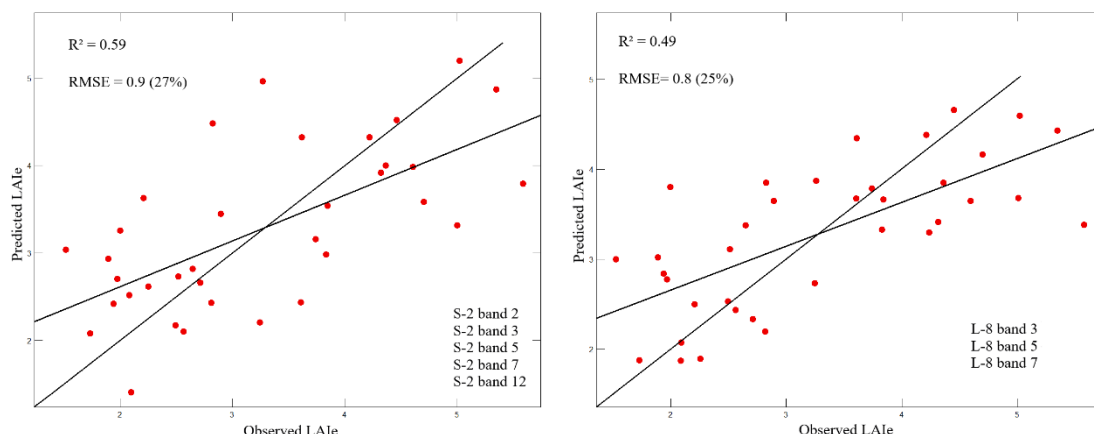 R² = 0.59
RMSE = 0.9 (27%)
5
4
3
2
Predicted LAIe
S-2 band 2
S-2 band 3
S-2 band 5
S-2 band 7
S-2 band 12
2 3 4 5
Observed LAIe
R² = 0.49
RMSE= 0.8 (25%)
5
4
3
2
Predicted LAIe
L-8 band 3
L-8 band 5
L-8 band 7
2 3 4 5
Observed LAIe